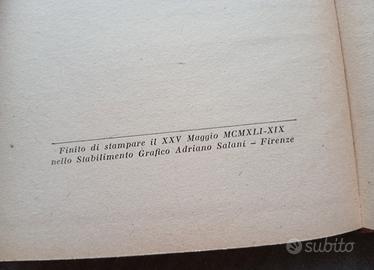 Finito di stampare il XXV Maggio MCMXLI-XIX
nello Stabilimento Grafico Adriano Salani - Firenze
subito